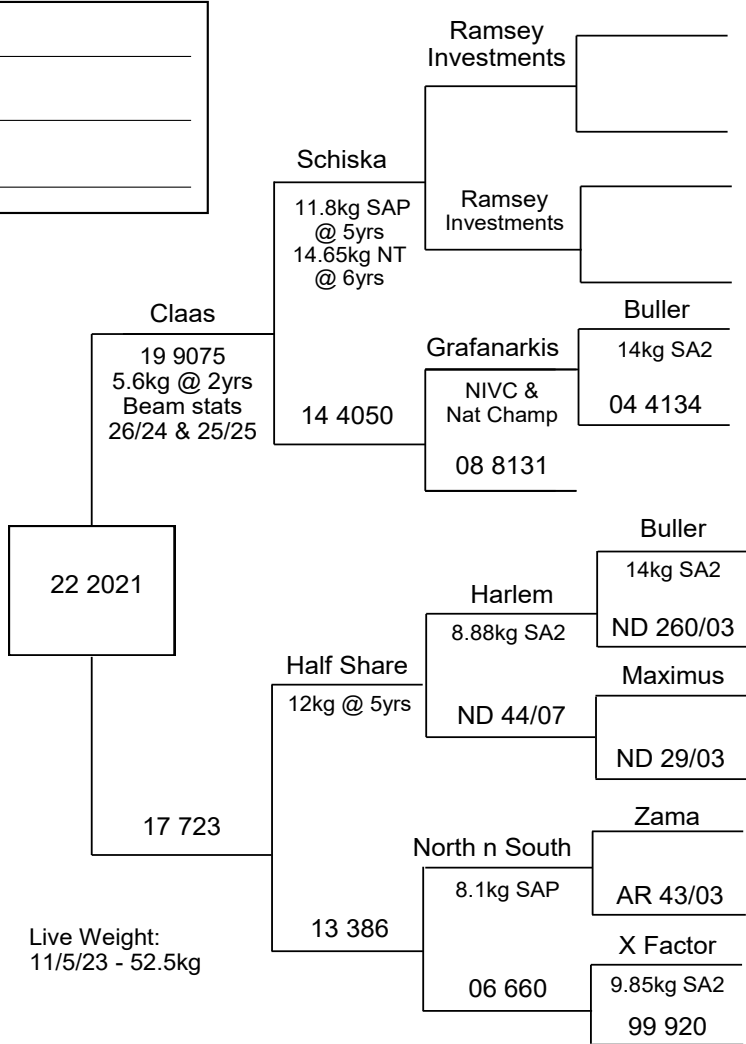 Ramsey
Investments
Schiska
11.8kg SAP
@ 5yrs
14.65kg NT
@ 6yrs
Ramsey
Investments
Claas
19 9075
5.6kg @ 2yrs
Beam stats
26/24 & 25/25
Buller
14kg SA2
04 4134
Grafanarkis
NIVC &
Nat Champ
08 8131
14 4050
22 2021
Buller
14kg SA2
ND 260/03
Harlem
8.88kg SA2
ND 44/07
Half Share
12kg @ 5yrs
Maximus
ND 29/03
17 723
Zama
AR 43/03
North n South
8.1kg SAP
13 386
06 660
X Factor
9.85kg SA2
99 920
Live Weight:
11/5/23 - 52.5kg